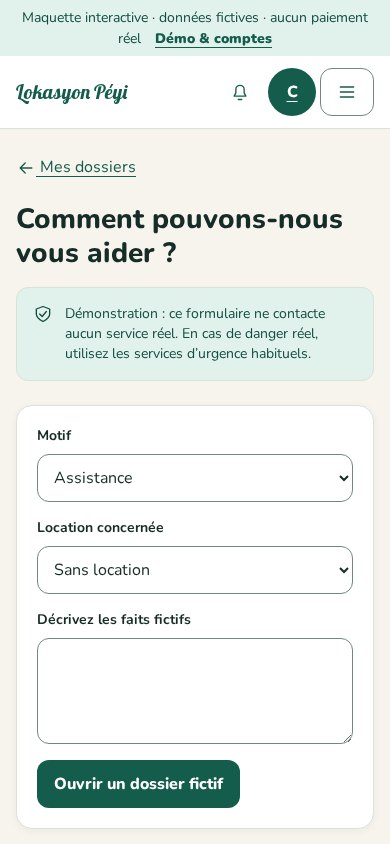 Maquette interactive · données fictives · aucun paiement
réel Démo & comptes
Lokasyon Péyi
C
Mes dossiers
Comment pouvons-nous
vous aider ?
Démonstration : ce formulaire ne contacte
aucun service réel. En cas de danger réel,
utilisez les services d’urgence habituels.
Motif
Assistance
Location concernée
Sans location
Décrivez les faits fictifs
Ouvrir un dossier fictif